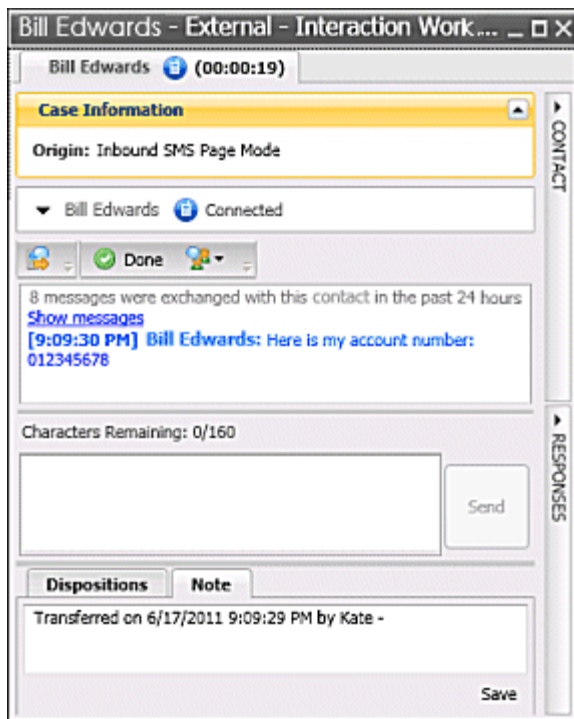 Bill Edwards - External - Interaction Work....
Bill Edwards (00:00:19)
Case Information
Origin: Inbound SMS Page Mode
Bill Edwards Connected
Done
8 messages were exchanged with this contact in the past 24 hours
Show messages
[9:09:30 PM] Bill Edwards: Here is my account number:
012345678
Characters Remaining: 0/160
Send
Dispositions Note
Transferred on 6/17/2011 9:09:29 PM by Kate -
Save
CONTACT
RESPONSES